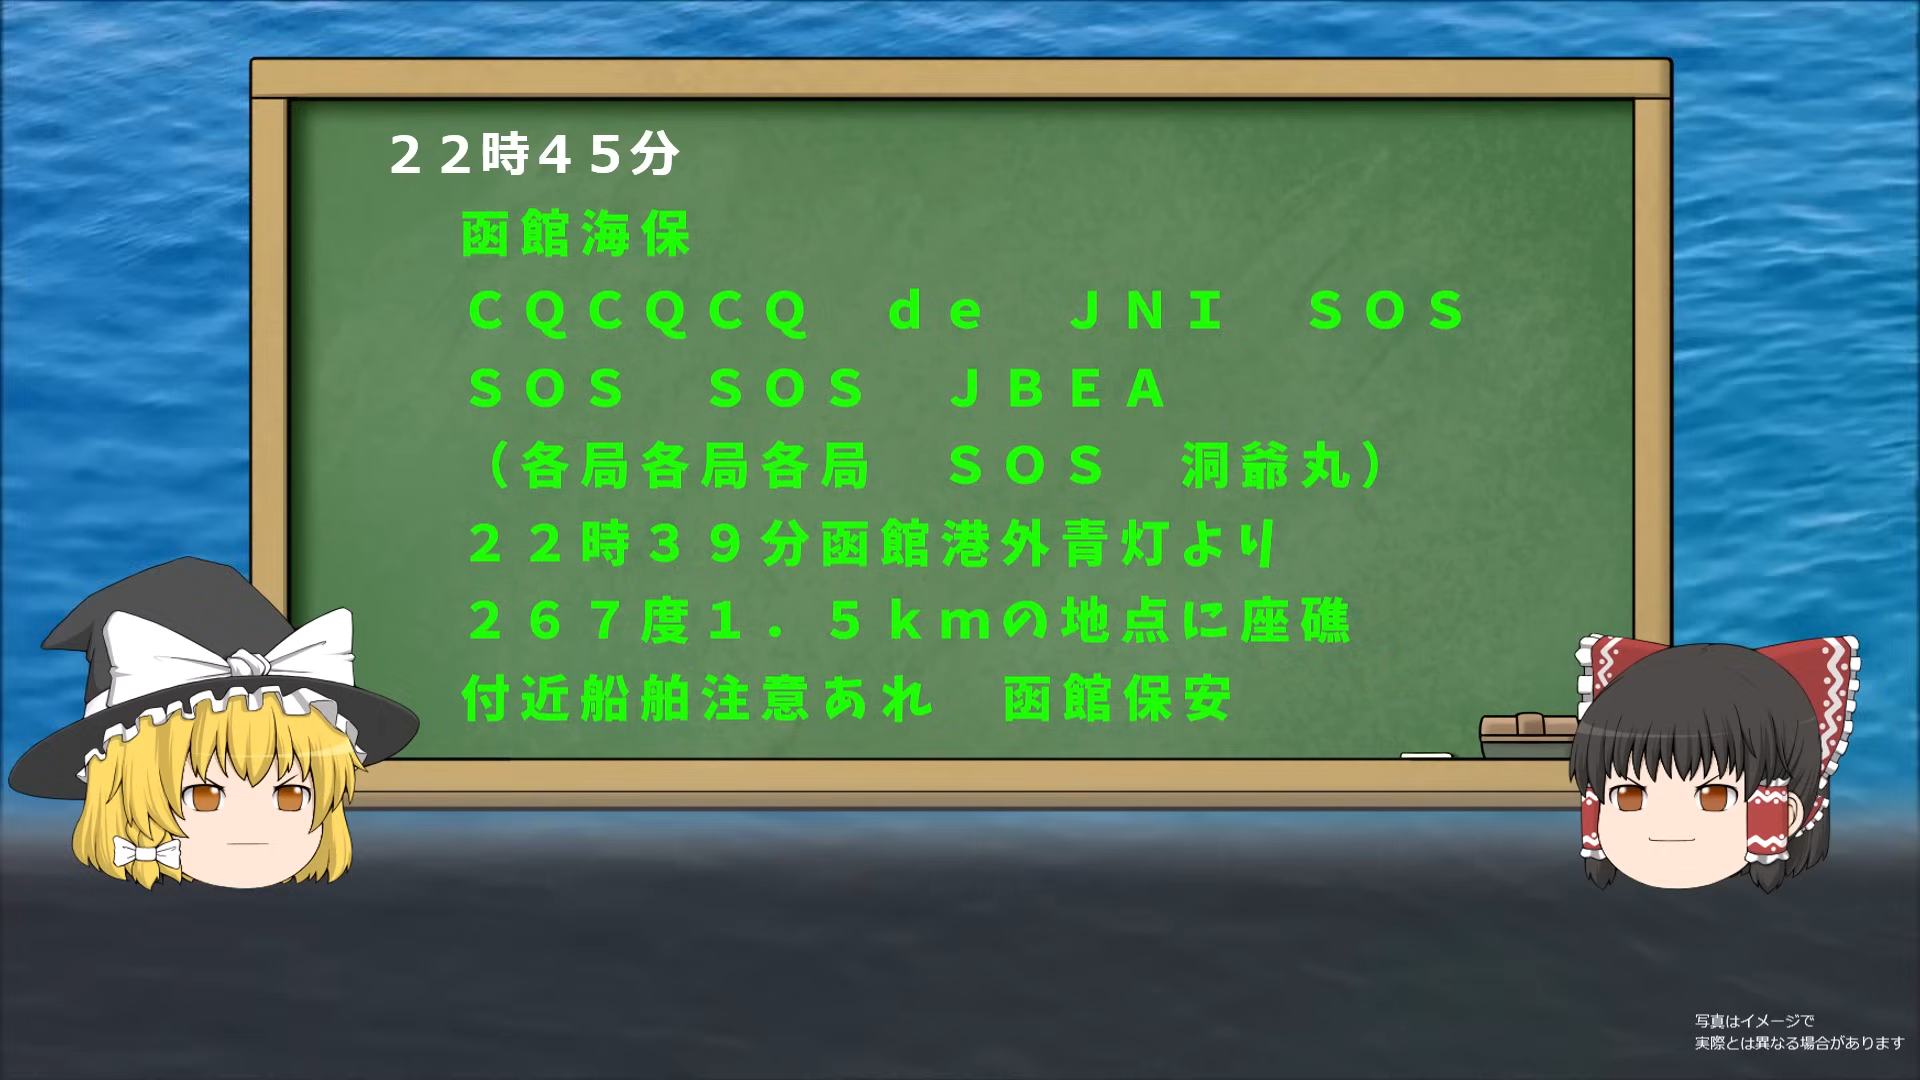 ２２時４５分
函館海保
ＣＱＣＱＣＱ　ｄｅ　ＪＮＩ　ＳＯＳ
ＳＯＳ　ＳＯＳ　ＪＢＥＡ
（各局各局各局　ＳＯＳ　洞爺丸）
２２時３９分函館港外青灯より
２６７度１．５ｋｍの地点に座礁
付近船舶注意あれ　函館保安
写真はイメージで
実際とは異なる場合があります